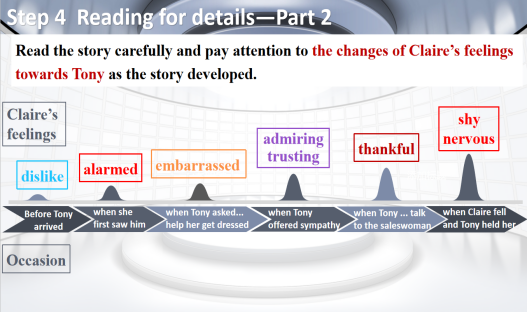 Step 4 Reading for details—Part 2
Read the story carefully and pay attention to the changes of Claire's feelings
towards Tony as the story developed.
Claire's
feelings
dislike
alarmed
embarrassed
admiring
trusting
thankful
shy
nervous
Before Tony
arrived
when she
first saw him
when Tony asked...
help her get dressed
when Tony
offered sympathy
when Tony ... talk
to the saleswoman
when Claire fell
and Tony held her
Occasion